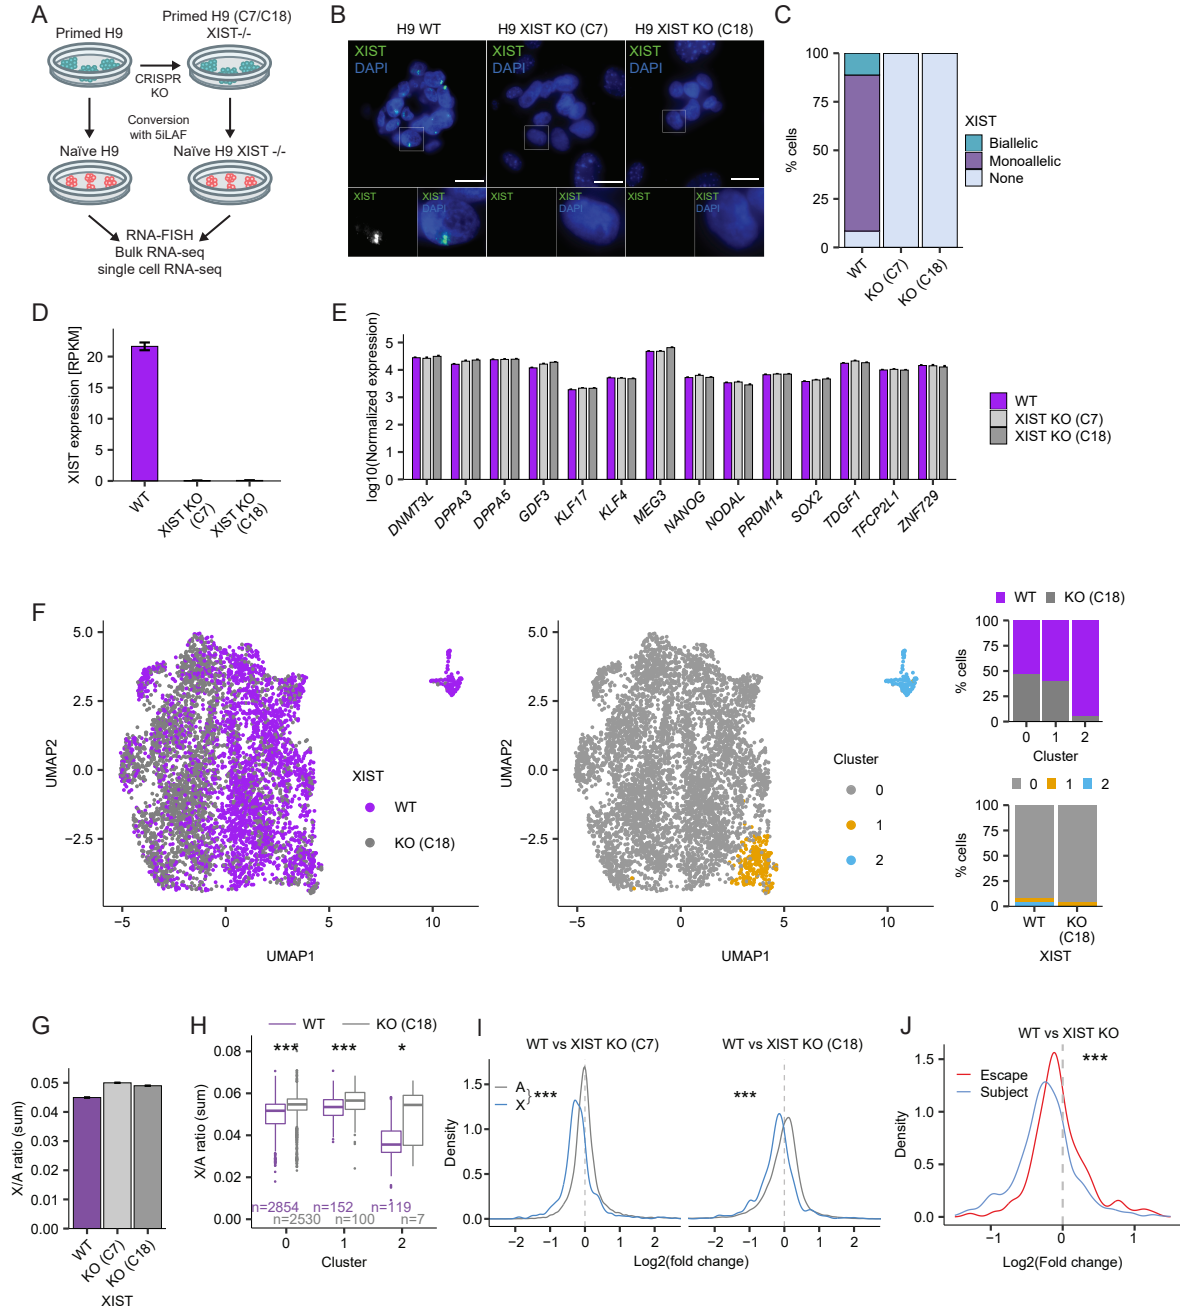 A
Primed H9
Primed H9 (C7/C18)
XIST-/-
CRISPR
KO
Conversion
with 5iLAF
Naïve H9
Naïve H9 XIST -/-
RNA-FISH
Bulk RNA-seq
single cell RNA-seq
B
H9 WT
H9 XIST KO (C7)
H9 XIST KO (C18)
XIST
DAPI
XIST
DAPI
XIST
DAPI
XIST
XIST
DAPI
XIST
XIST
DAPI
XIST
XIST
DAPI
C
% cells
100
75
50
25
0
WT
KO (C7)
KO (C18)
XIST
Biallelic
Monoallelic
None
D
XIST expression [RPKM]
20
15
10
5
0
WT
XIST KO
(C7)
XIST KO
(C18)
E
log10(Normalized expression)
5
4
3
2
1
0
DNMT3L
DPPA3
DPPA5
GDF3
KLF17
KLF4
MEG3
NANOG
NODAL
PRDM14
SOX2
TDGF1
TFCP2L1
ZNF729
WT
XIST KO (C7)
XIST KO (C18)
F
UMAP2
5.0
2.5
0.0
−2.5
−5
0
5
10
UMAP1
XIST
WT
KO (C18)
UMAP2
5.0
2.5
0.0
−2.5
−5
0
5
10
UMAP1
Cluster
0
1
2
WT
KO (C18)
% cells
100
75
50
25
0
0
1
2
Cluster
0
1
2
% cells
100
75
50
25
0
WT
KO
(C18)
XIST
G
X/A ratio (sum)
0.05
0.04
0.03
0.02
0.01
0.00
WT
KO (C7)
KO (C18)
XIST
H
WT
KO (C18)
X/A ratio (sum)
0.08
0.06
0.04
0.02
0.00
***
***
*
n=2854
n=152
n=119
n=2530
n=100
n=7
0
1
2
Cluster
I
WT vs XIST KO (C7)
WT vs XIST KO (C18)
A
X
}***
***
Density
1.5
1.0
0.5
0.0
−2
−1
0
1
2
−2
−1
0
1
2
Log2(fold change)
J
WT vs XIST KO
***
Escape
Subject
Density
1.5
1.0
0.5
0.0
−1
0
1
Log2(Fold change)